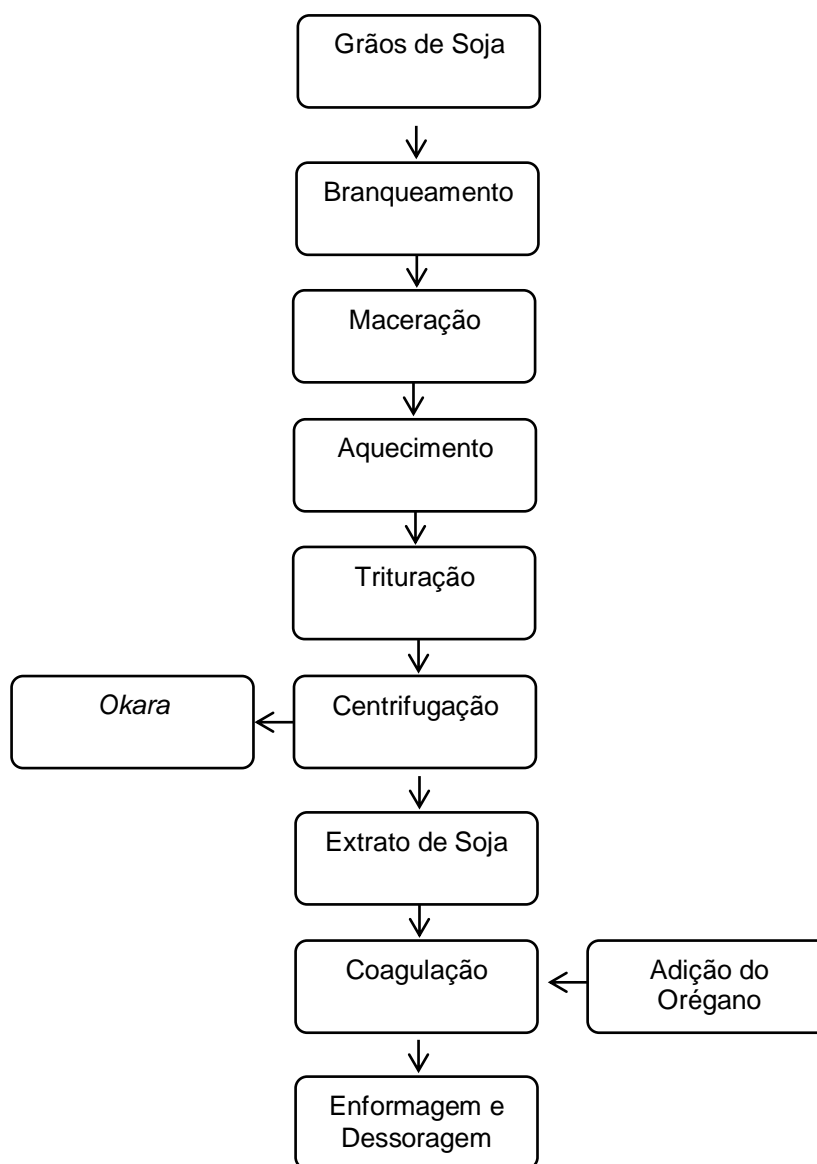 Grãos de Soja
Branqueamento
Maceração
Aquecimento
Trituração
Okara
Centrifugação
Extrato de Soja
Coagulação
Adição do
Orégano
Enformagem e
Dessoragem